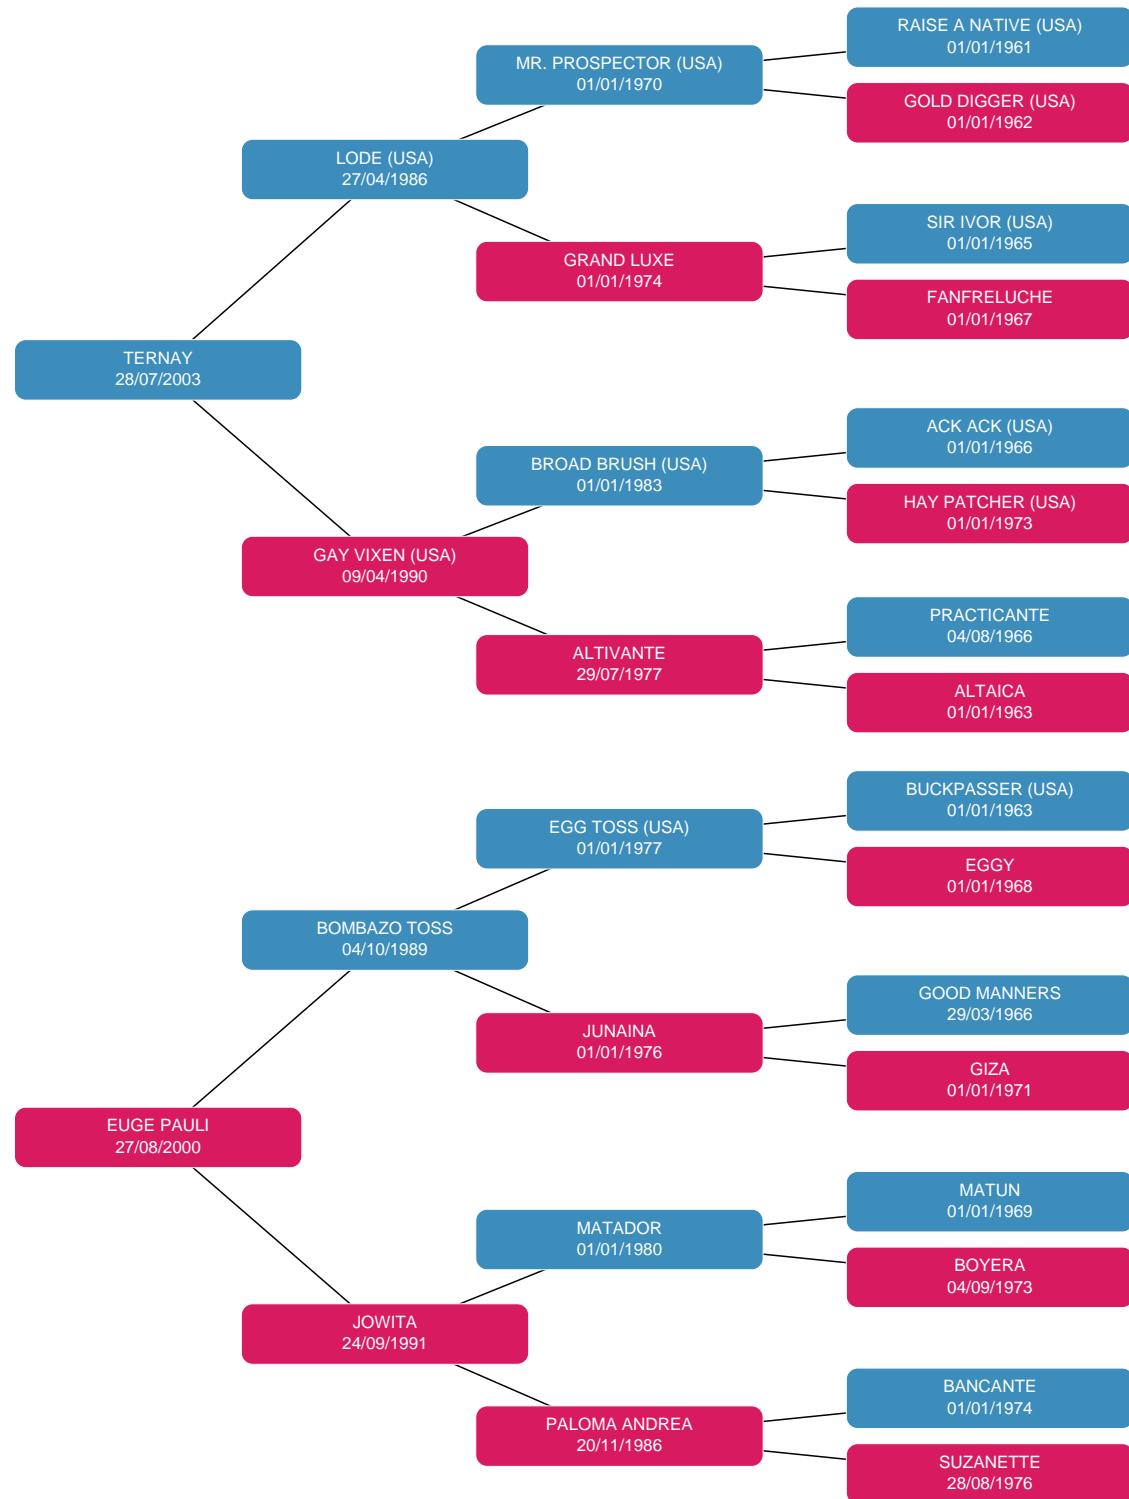 RAISE A NATIVE (USA)
01/01/1961
MR. PROSPECTOR (USA)
01/01/1970
GOLD DIGGER (USA)
01/01/1962
LODE (USA)
27/04/1986
SIR IVOR (USA)
01/01/1965
GRAND LUXE
01/01/1974
FANFRELUCHE
01/01/1967
TERNAY
28/07/2003
ACK ACK (USA)
01/01/1966
BROAD BRUSH (USA)
01/01/1983
HAY PATCHER (USA)
01/01/1973
GAY VIXEN (USA)
09/04/1990
PRACTICANTE
04/08/1966
ALTIVANTE
29/07/1977
ALTAICA
01/01/1963
BUCKPASSER (USA)
01/01/1963
EGG TOSS (USA)
01/01/1977
EGGY
01/01/1968
BOMBAZO TOSS
04/10/1989
GOOD MANNERS
29/03/1966
JUNAINA
01/01/1976
GIZA
01/01/1971
EUGE PAULI
27/08/2000
MATUN
01/01/1969
MATADOR
01/01/1980
BOYERA
04/09/1973
JOWITA
24/09/1991
BANCANTE
01/01/1974
PALOMA ANDREA
20/11/1986
SUZANETTE
28/08/1976